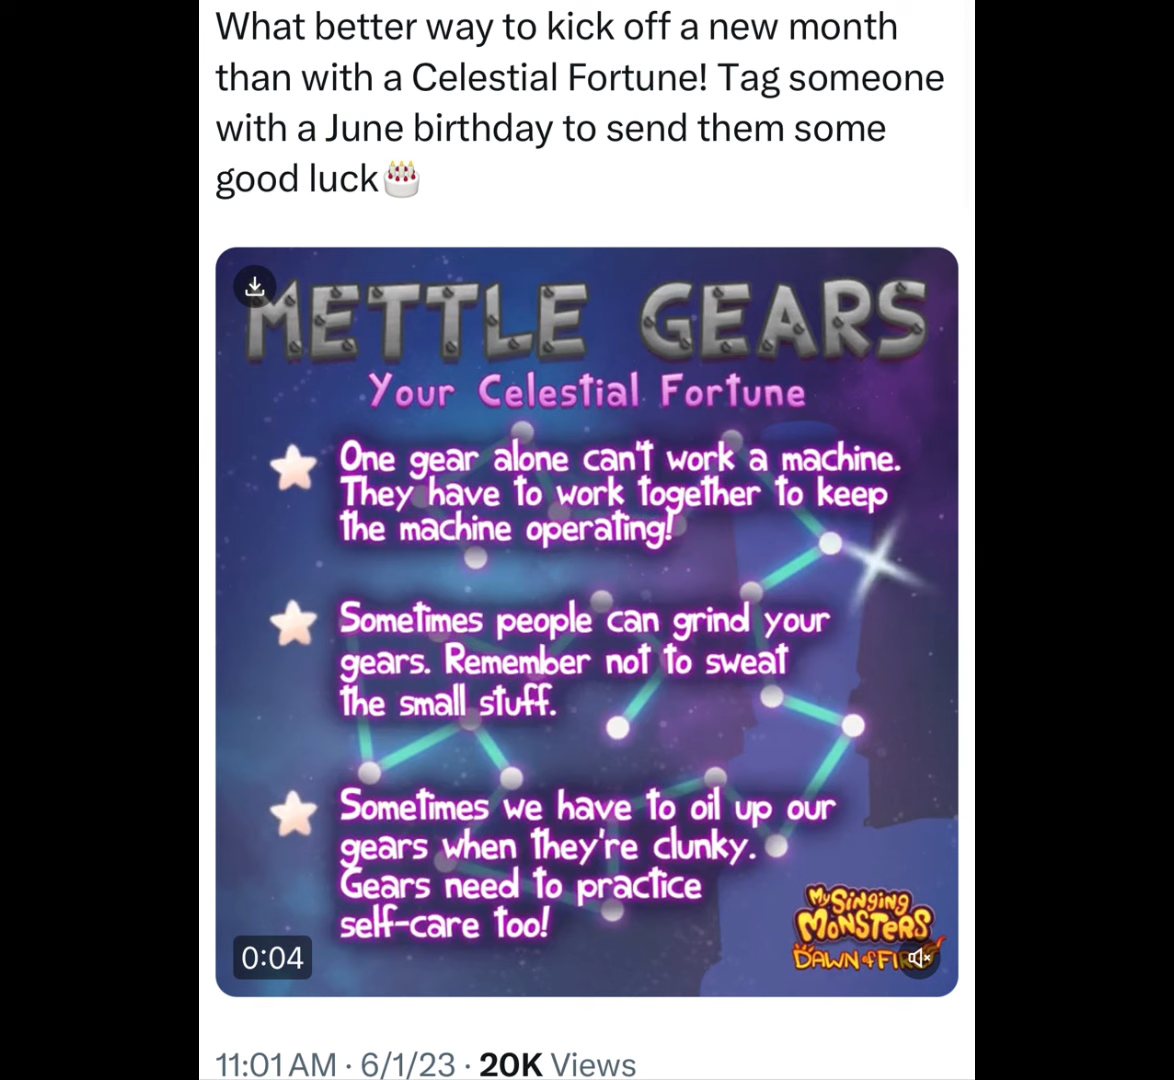 What better way to kick off a new month
than with a Celestial Fortune! Tag someone
with a June birthday to send them some
good luck🎂
METTLE GEARS
Your Celestial Fortune
One gear alone can't work a machine.
They have to work together to keep
the machine operating!
Sometimes people can grind your
gears. Remember not to sweat
the small stuff.
Sometimes we have to oil up our
gears when they're clunky.
Gears need to practice
self-care too!
My Singing
Monsters
Dawn of
0:04
11:01 AM · 6/1/23 · 20K Views